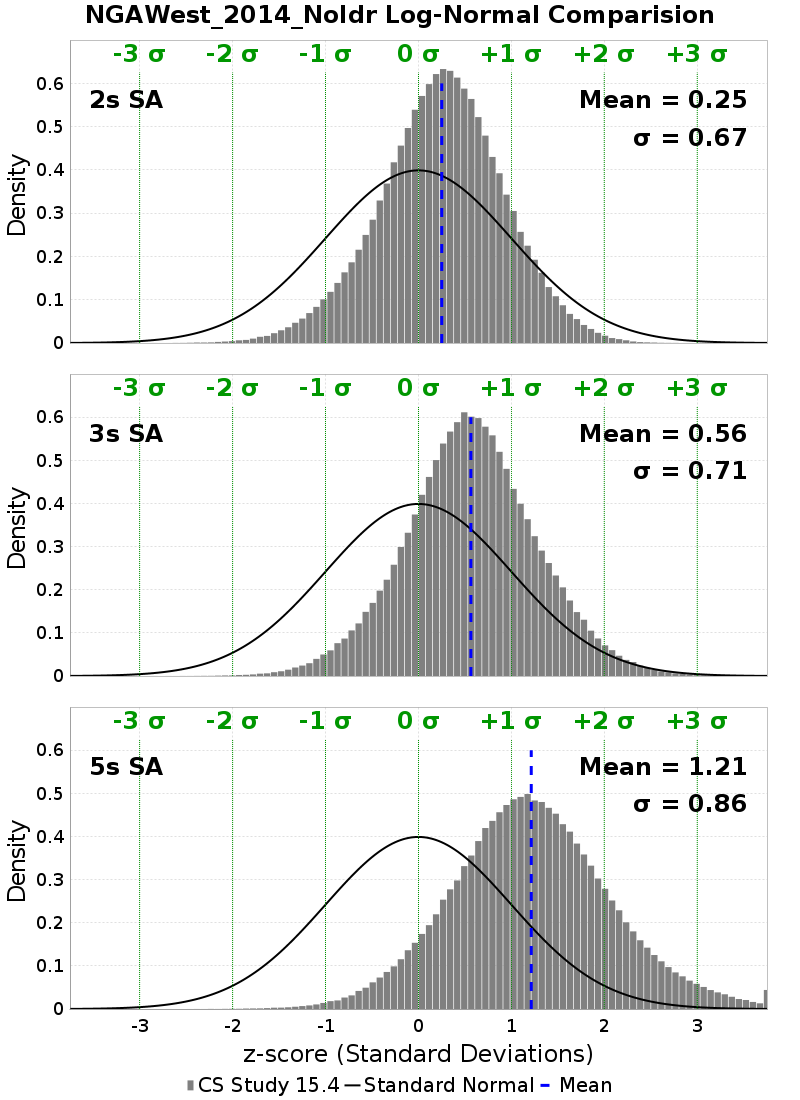 NGAWest_2014_NoIdr Log-Normal Comparision
-3 σ -2 σ -1 σ 0 σ +1 σ +2 σ +3 σ
2s SA
Mean = 0.25
σ = 0.67
Density
0.6
0.5
0.4
0.3
0.2
0.1
0
-3 σ -2 σ -1 σ 0 σ +1 σ +2 σ +3 σ
3s SA
Mean = 0.56
σ = 0.71
Density
0.6
0.5
0.4
0.3
0.2
0.1
0
-3 σ -2 σ -1 σ 0 σ +1 σ +2 σ +3 σ
5s SA
Mean = 1.21
σ = 0.86
Density
0.6
0.5
0.4
0.3
0.2
0.1
0
-3 -2 -1 0 1 2 3
z-score (Standard Deviations)
CS Study 15.4 Standard Normal Mean